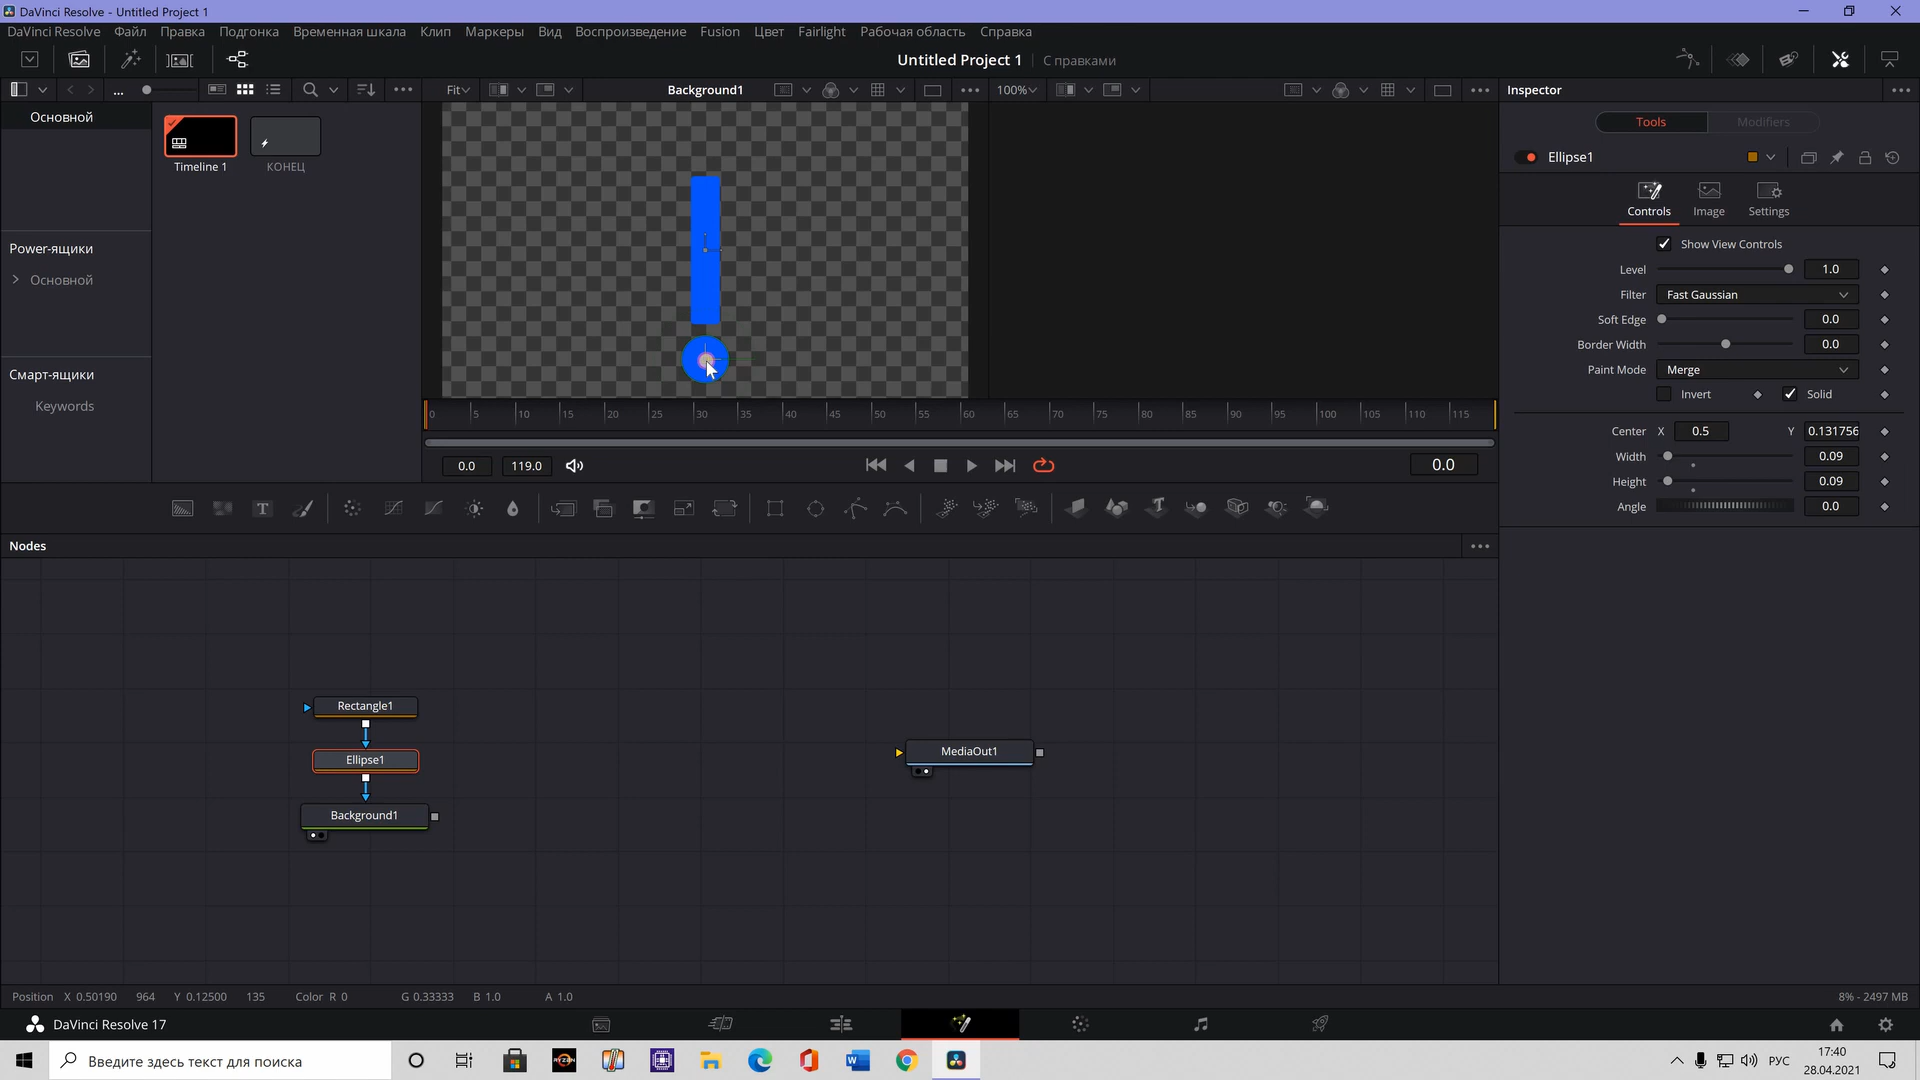 DaVinci Resolve - Untitled Project 1
DaVinci Resolve Файл Правка Подгонка Временная шкала Клип Маркеры Вид Воспроизведение Fusion Цвет Fairlight Рабочая область Справка
Untitled Project 1 С правками
... Fit Background1 100% Inspector
Основной
Timeline 1 КОНЕЦ
Power-ящики
Основной
Смарт-ящики
Keywords
0 5 10 15 20 25 30 35 40 45 50 55 60 65 70 75 80 85 90 95 100 105 110 115
0.0 119.0 0.0
Tools Modifiers
Ellipse1
Controls Image Settings
Show View Controls
Level 1.0
Filter Fast Gaussian
Soft Edge 0.0
Border Width 0.0
Paint Mode Merge
Invert Solid
Center X 0.5 Y 0.131756
Width 0.09
Height 0.09
Angle 0.0
T T
Nodes
Rectangle1
Ellipse1
Background1
MediaOut1
Position X 0.50190 964 Y 0.12500 135 Color R 0 G 0.33333 B 1.0 A 1.0 8% - 2497 MB
DaVinci Resolve 17
Введите здесь текст для поиска
RYZEN
W
РУС
17:40
28.04.2021